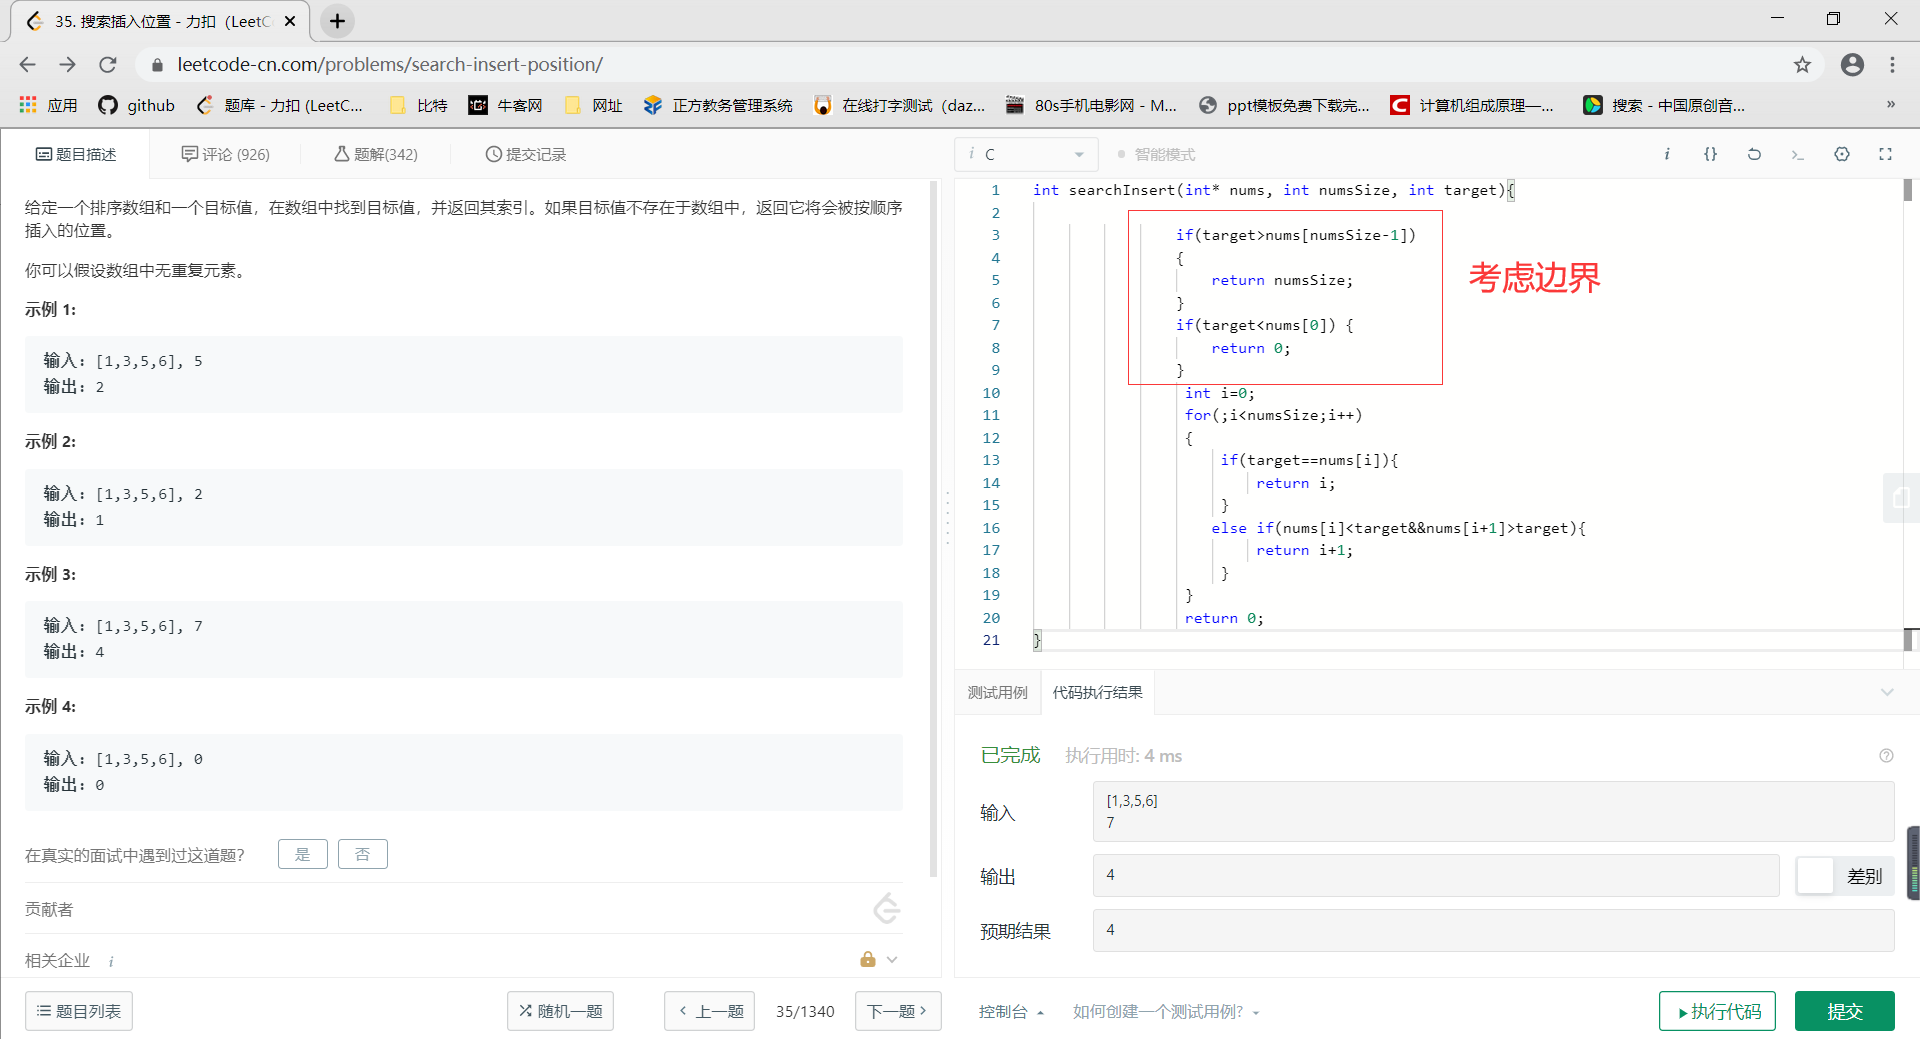 35. 搜索插入位置 - 力扣（LeetC
leetcode-cn.com/problems/search-insert-position/
应用
github
题库 - 力扣 (LeetC...
比特
牛客网
网址
正方教务管理系统
在线打字测试（daz...
80s手机电影网 - M...
ppt模板免费下载完...
计算机组成原理—...
搜索 - 中国原创音...
»
题目描述
评论 (926)
题解(342)
提交记录
给定一个排序数组和一个目标值，在数组中找到目标值，并返回其索引。如果目标值不存在于数组中，返回它将会被按顺序
插入的位置。
你可以假设数组中无重复元素。
示例 1:
输入: [1,3,5,6], 5
输出: 2
示例 2:
输入: [1,3,5,6], 2
输出: 1
示例 3:
输入: [1,3,5,6], 7
输出: 4
示例 4:
输入: [1,3,5,6], 0
输出: 0
在真实的面试中遇到过这道题?
是
否
贡献者
相关企业 i
题目列表
随机一题
上一题
35/1340
下一题
i C
智能模式
i {}
1 int searchInsert(int* nums, int numsSize, int target){
2
3 if(target>nums[numsSize-1])
4 {
5 return numsSize;
6 }
7 if(target<nums[0]) {
8 return 0;
9 }
10 int i=0;
11 for(;i<numsSize;i++)
12 {
13 if(target==nums[i]){
14 return i;
15 }
16 else if(nums[i]<target&&nums[i+1]>target){
17 return i+1;
18 }
19 }
20 return 0;
21 }
考虑边界
测试用例
代码执行结果
已完成
执行用时: 4 ms
输入
[1,3,5,6]
7
输出
4
差别
预期结果
4
控制台
如何创建一个测试用例?
执行代码
提交